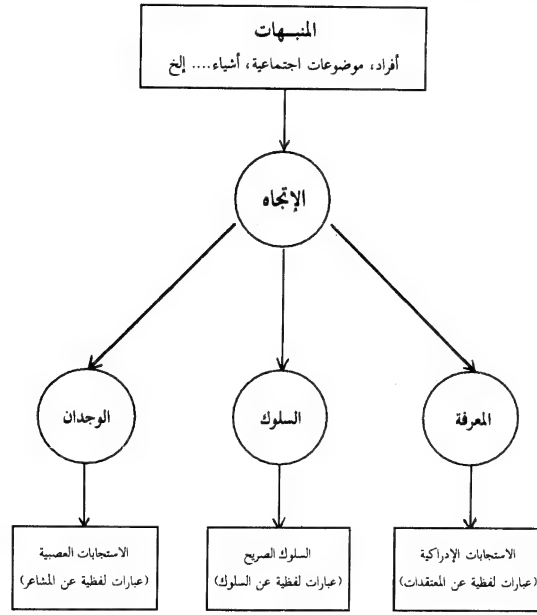 المنبـهات
أفراد، موضوعات اجتماعية، أشياء.... إلخ
الإتجاه
المعرفة
السلوك
الوجدان
الاستجابات الإدراكية
(عبارات لفظية عن المعتقدات)
السلوك الصريح
(عبارات لفظية عن السلوك)
الاستجابات العصبية
(عبارات لفظية عن المشاعر)